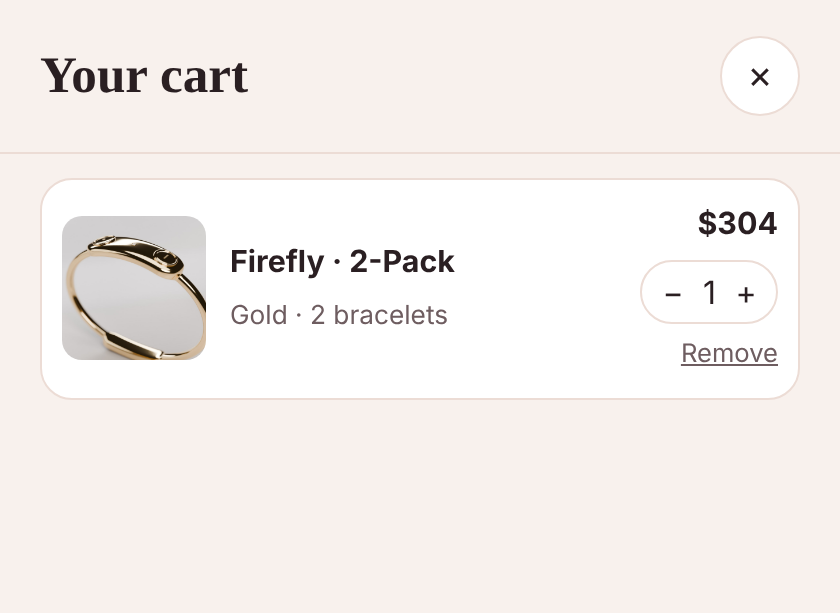 Your cart
×
Firefly · 2-Pack
Gold · 2 bracelets
$304
− 1 +
Remove